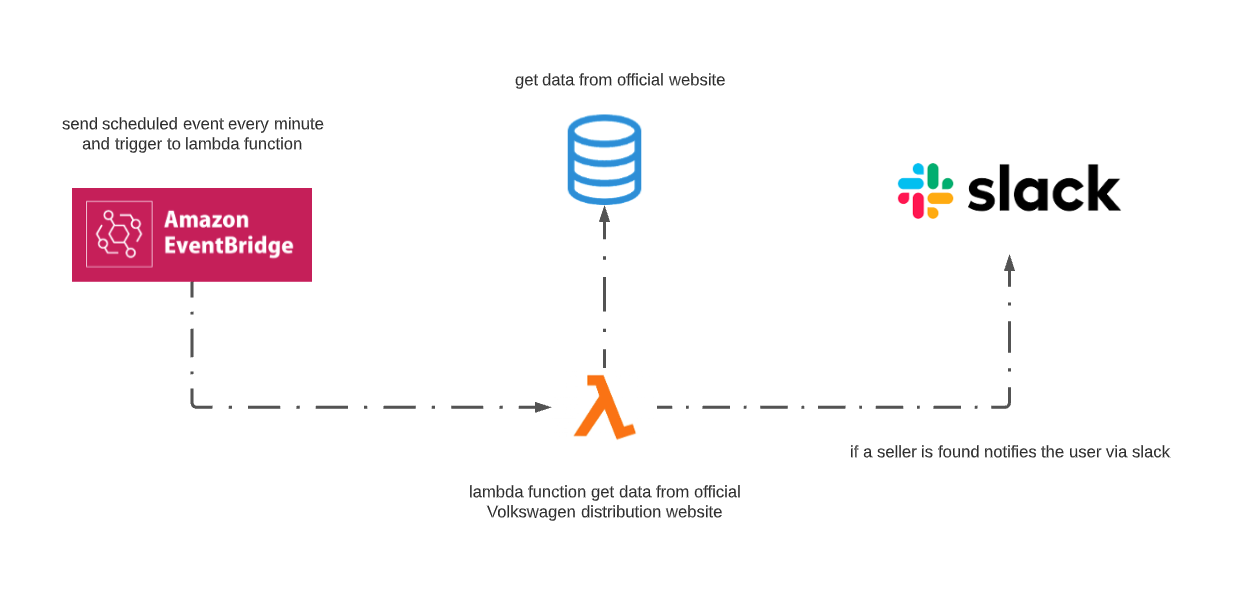 get data from official website
send scheduled event every minute
and trigger to lambda function
Amazon
EventBridge
slack
if a seller is found notifies the user via slack
lambda function get data from official
Volkswagen distribution website